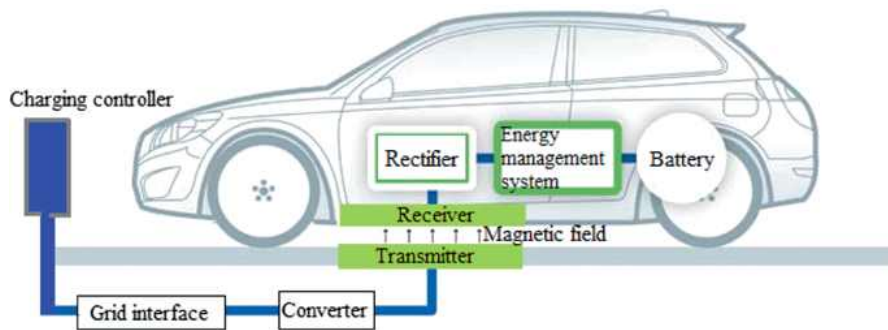 Charging controller
Rectifier
Energy
management
system
Battery
Receiver
Magnetic field
Transmitter
Grid interface
Converter